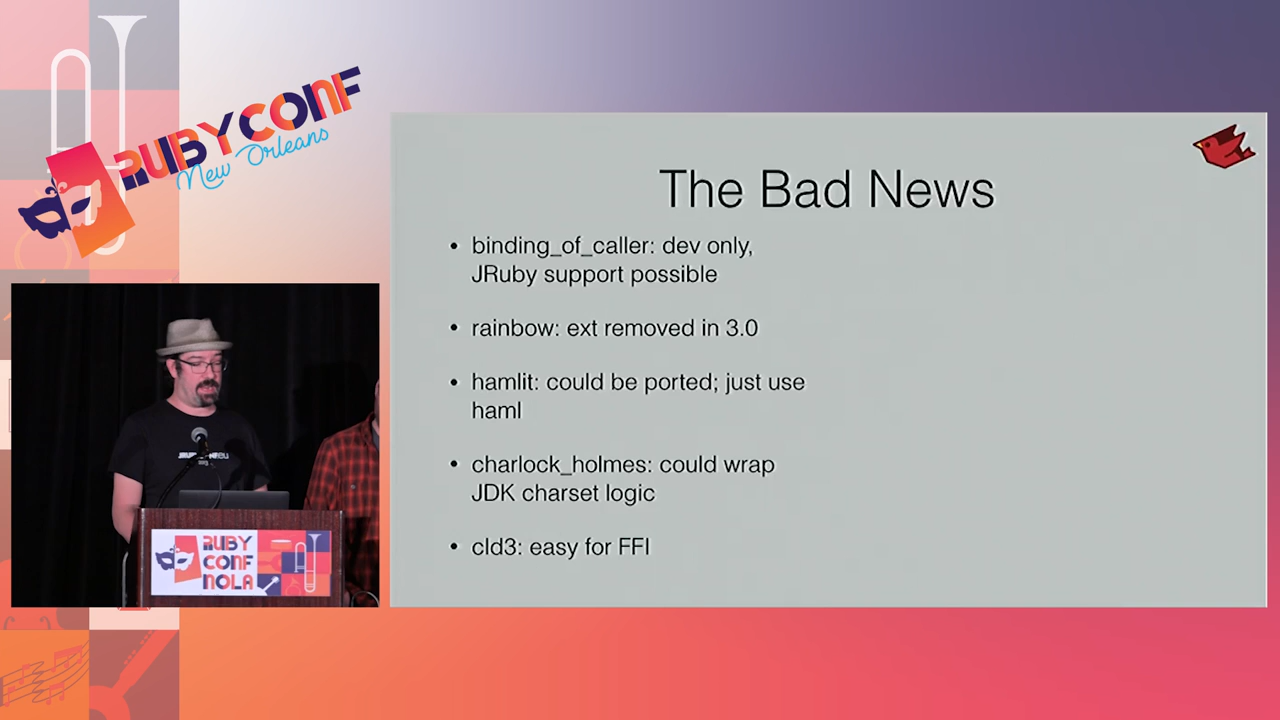 RUBYCONF
New Orleans
The Bad News
• binding_of_caller: dev only,
JRuby support possible
• rainbow: ext removed in 3.0
• hamlit: could be ported; just use
haml
• charlock_holmes: could wrap
JDK charset logic
• cld3: easy for FFI
RUBY
CONF
NOLA